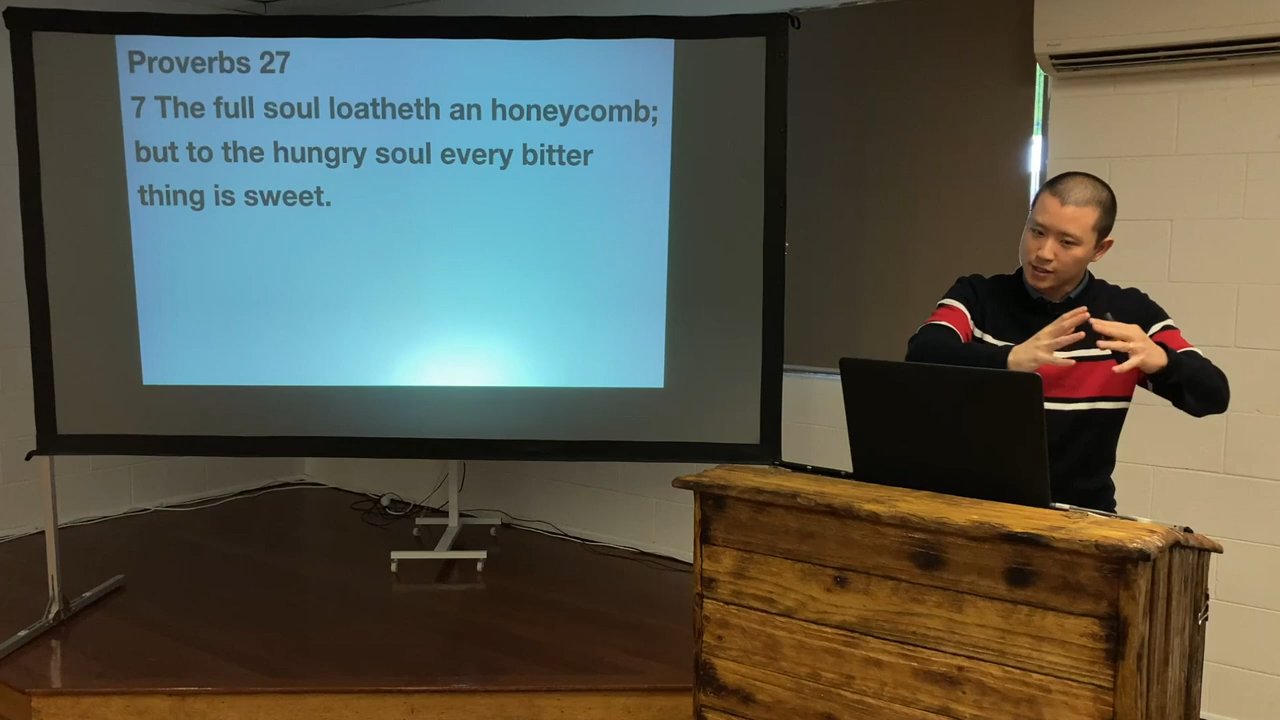 Proverbs 27
7 The full soul loatheth an honeycomb;
but to the hungry soul every bitter
thing is sweet.